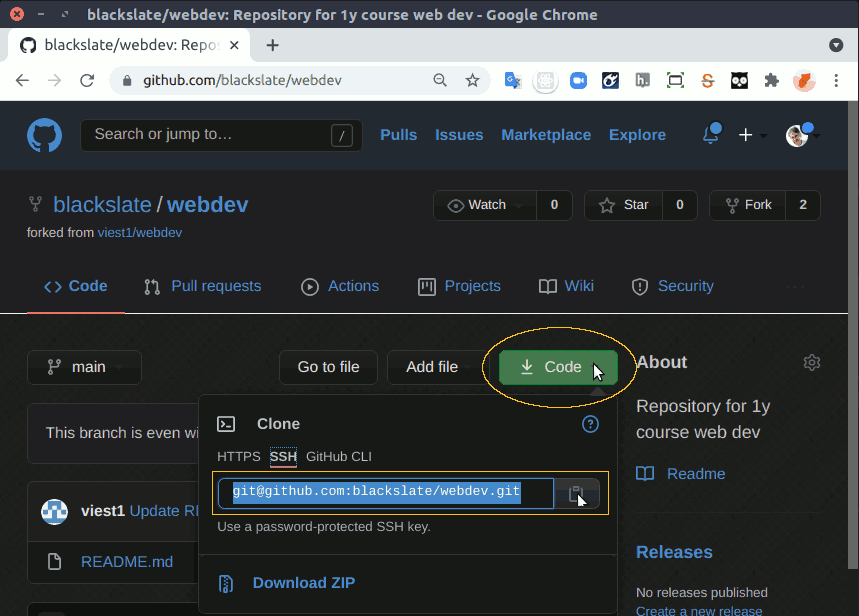 blackslate/webdev: Repository for 1y course web dev - Google Chrome
blackslate/webdev: Repos
github.com/blackslate/webdev
Search or jump to… /
Pulls Issues Marketplace Explore
blackslate / webdev
Watch 0 Star 0 Fork 2
forked from viest1/webdev
Code Pull requests Actions Projects Wiki Security
main Go to file Add file Code
About
Clone
Repository for 1y
course web dev
This branch is even wi
HTTPS SSH GitHub CLI
Readme
git@github.com:blackslate/webdev.git
viest1 Update RE
Use a password-protected SSH key.
Releases
README.md
Download ZIP
No releases published
Create a new release